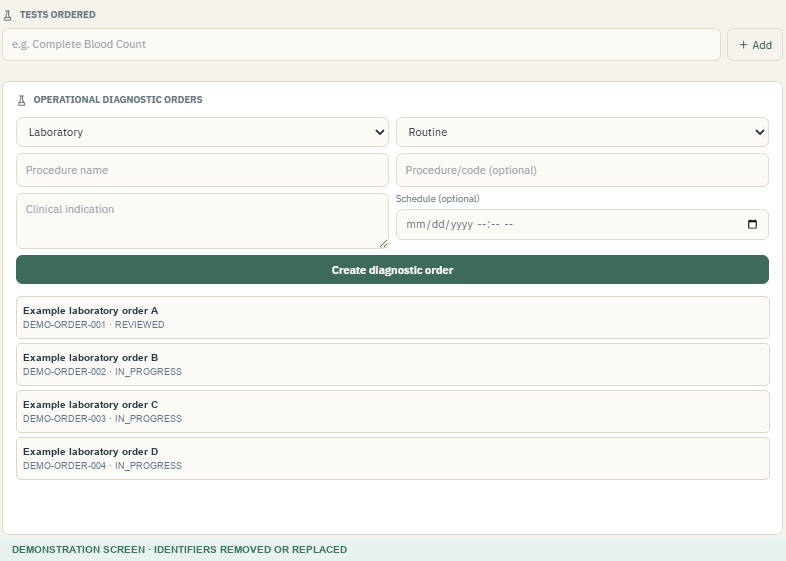 TESTS ORDERED
e.g. Complete Blood Count
+ Add
OPERATIONAL DIAGNOSTIC ORDERS
Laboratory
Routine
Procedure name
Procedure/code (optional)
Clinical indication
Schedule (optional)
mm/dd/yyyy --:-- --
Create diagnostic order
Example laboratory order A
DEMO-ORDER-001 · REVIEWED
Example laboratory order B
DEMO-ORDER-002 · IN_PROGRESS
Example laboratory order C
DEMO-ORDER-003 · IN_PROGRESS
Example laboratory order D
DEMO-ORDER-004 · IN_PROGRESS
DEMONSTRATION SCREEN · IDENTIFIERS REMOVED OR REPLACED